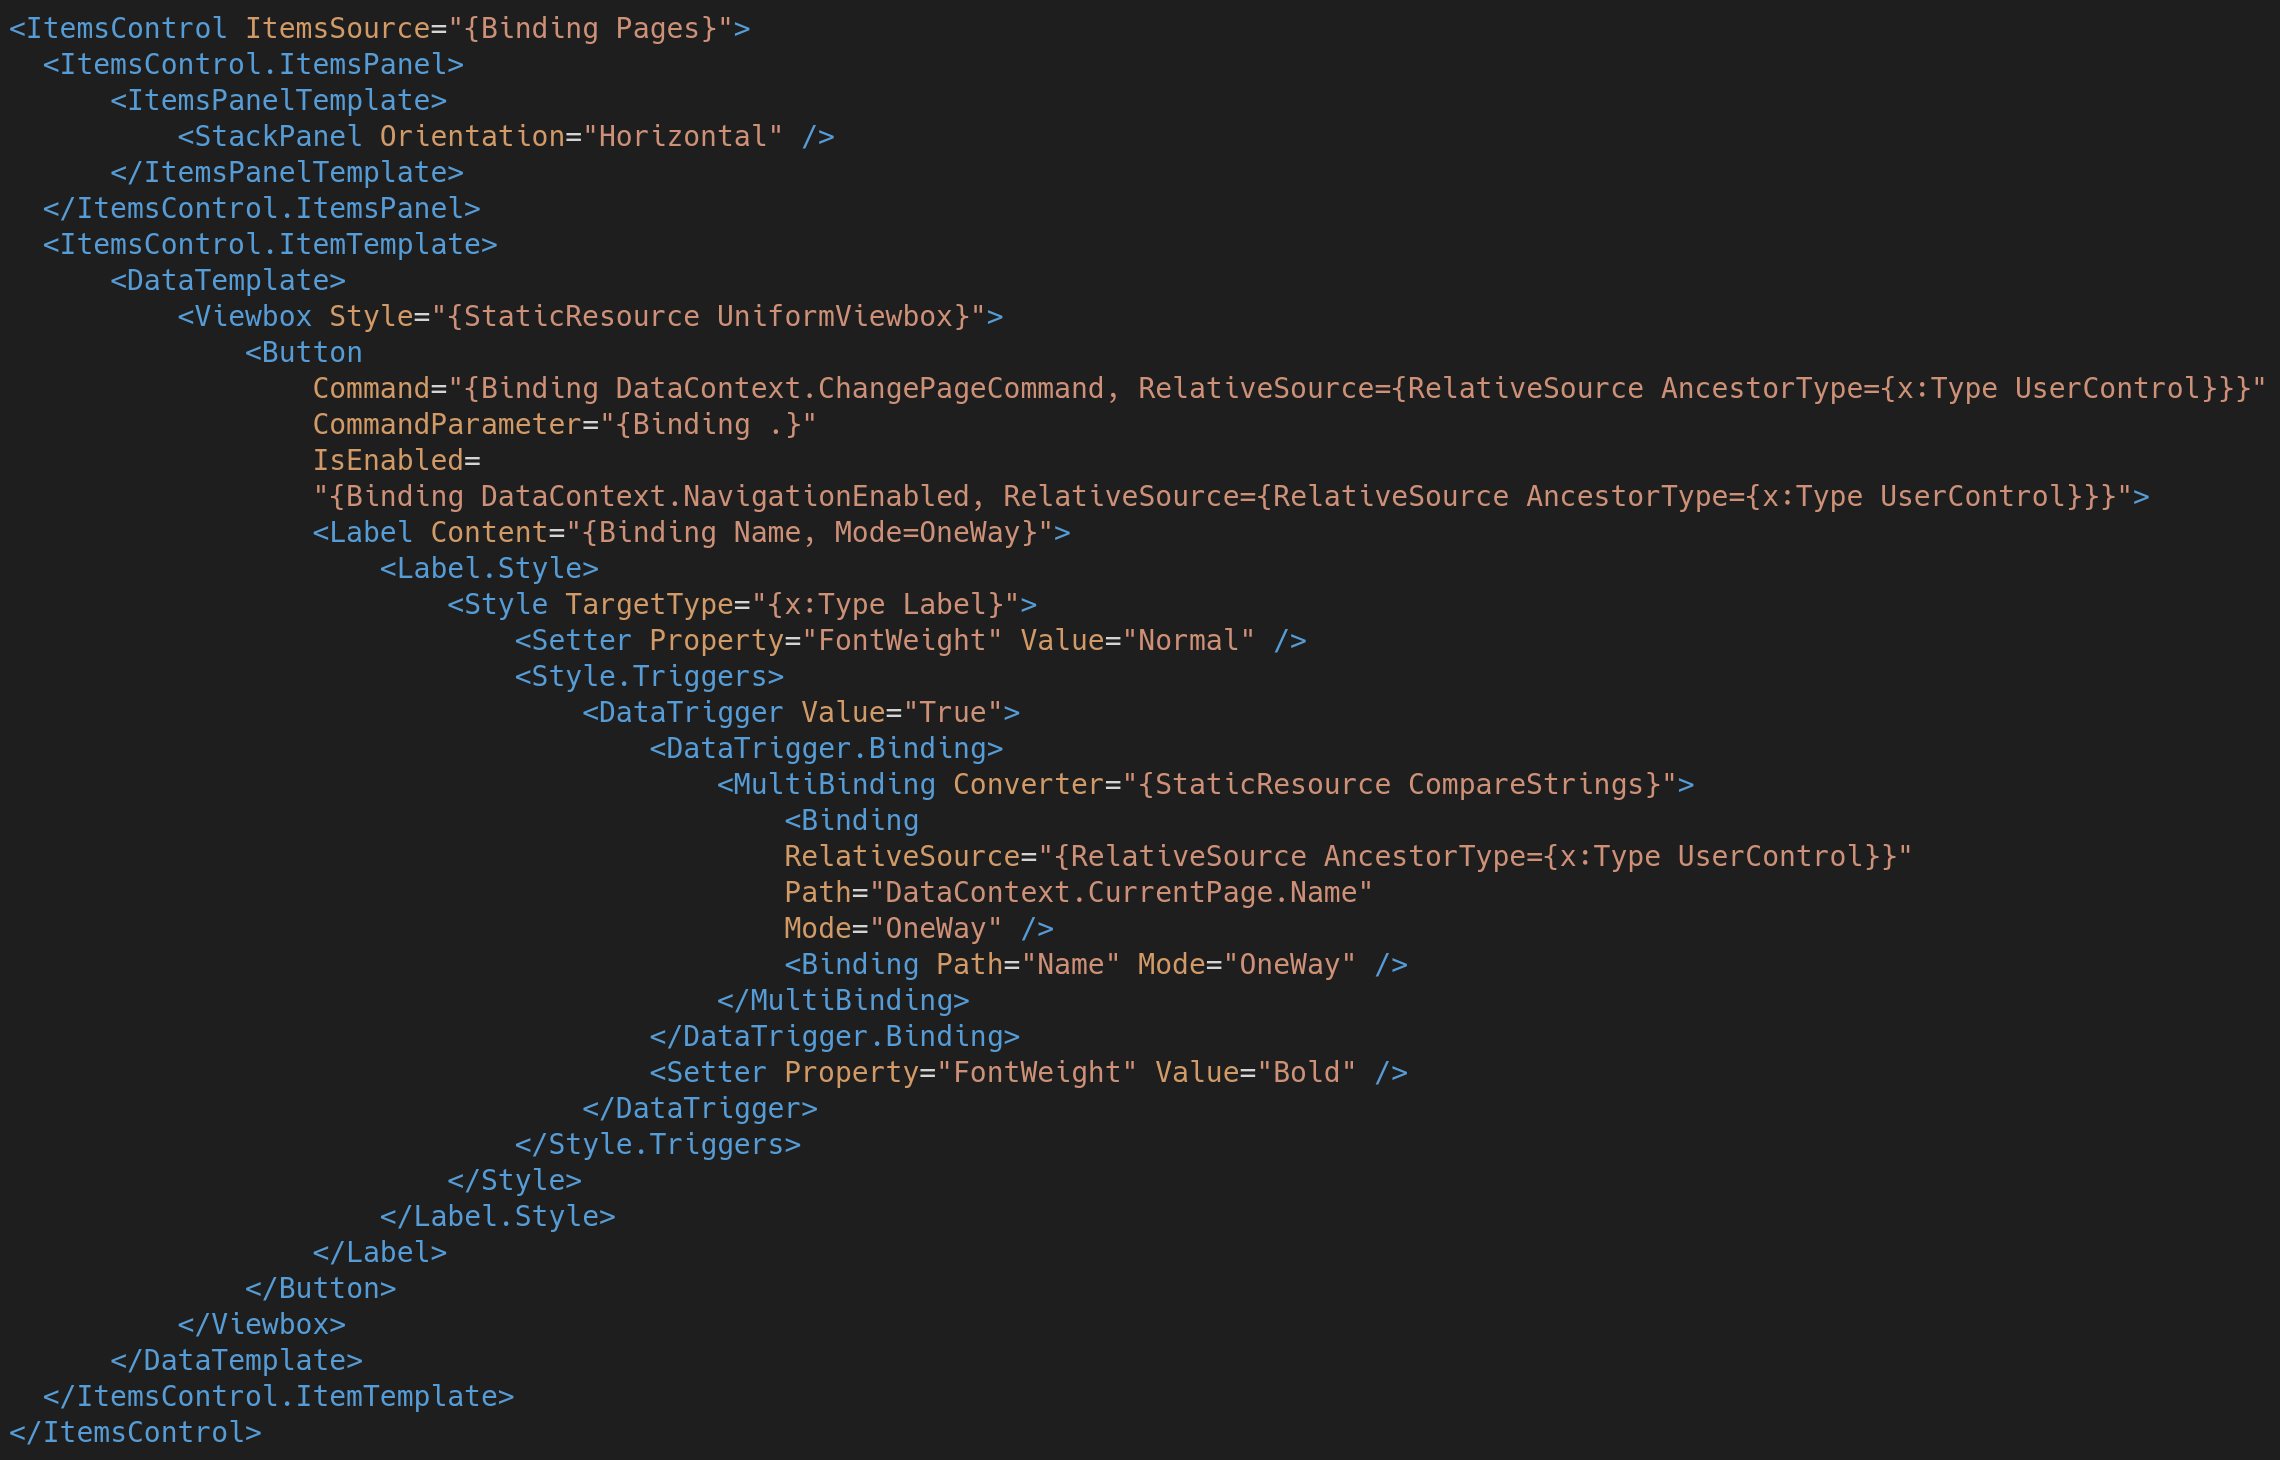 <ItemsControl ItemsSource="{Binding Pages}">
  <ItemsControl.ItemsPanel>
      <ItemsPanelTemplate>
          <StackPanel Orientation="Horizontal" />
      </ItemsPanelTemplate>
  </ItemsControl.ItemsPanel>
  <ItemsControl.ItemTemplate>
      <DataTemplate>
          <Viewbox Style="{StaticResource UniformViewbox}">
              <Button
                  Command="{Binding DataContext.ChangePageCommand, RelativeSource={RelativeSource AncestorType={x:Type UserControl}}}"
                  CommandParameter="{Binding .}"
                  IsEnabled=
                  "{Binding DataContext.NavigationEnabled, RelativeSource={RelativeSource AncestorType={x:Type UserControl}}}">
                  <Label Content="{Binding Name, Mode=OneWay}">
                      <Label.Style>
                          <Style TargetType="{x:Type Label}">
                              <Setter Property="FontWeight" Value="Normal" />
                              <Style.Triggers>
                                  <DataTrigger Value="True">
                                      <DataTrigger.Binding>
                                          <MultiBinding Converter="{StaticResource CompareStrings}">
                                              <Binding
                                              RelativeSource="{RelativeSource AncestorType={x:Type UserControl}}"
                                              Path="DataContext.CurrentPage.Name"
                                              Mode="OneWay" />
                                              <Binding Path="Name" Mode="OneWay" />
                                          </MultiBinding>
                                      </DataTrigger.Binding>
                                      <Setter Property="FontWeight" Value="Bold" />
                                  </DataTrigger>
                              </Style.Triggers>
                          </Style>
                      </Label.Style>
                  </Label>
              </Button>
          </Viewbox>
      </DataTemplate>
  </ItemsControl.ItemTemplate>
</ItemsControl>